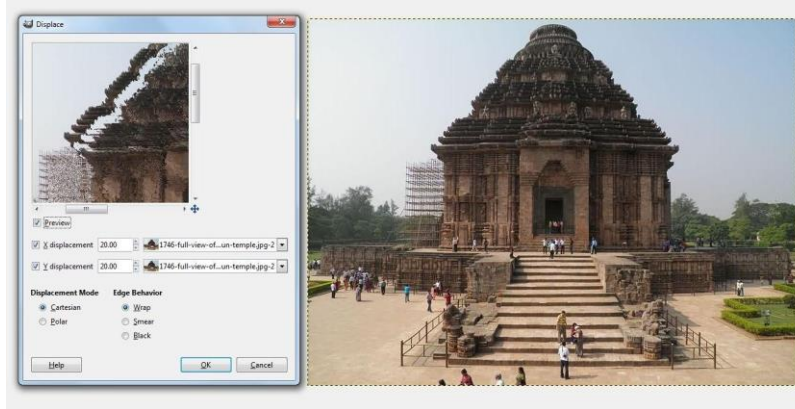 Displace
Preview
X displacement 20.00 1746-full-view-of...un-temple.jpg-2
Y displacement 20.00 1746-full-view-of...un-temple.jpg-2
Displacement Mode Edge Behavior
Cartesian Wrap
Polar Smear
Black
Help OK Cancel